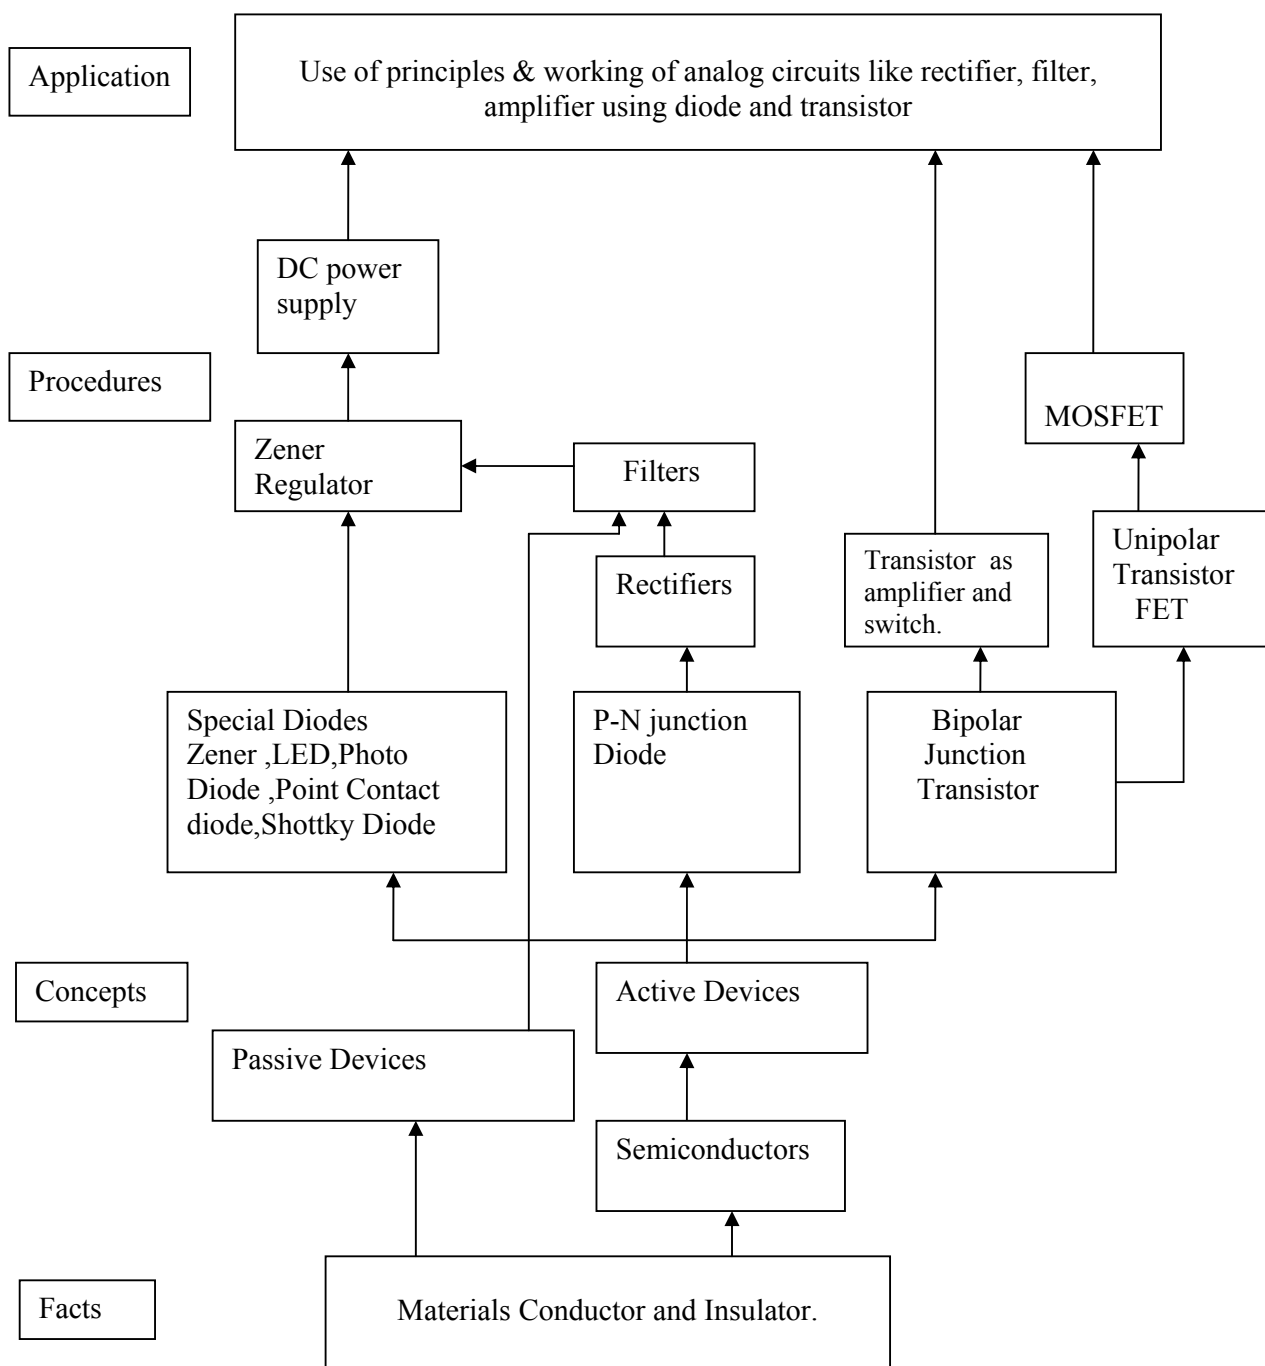 Application
Use of principles & working of analog circuits like rectifier, filter,
amplifier using diode and transistor
DC power
supply
Procedures
MOSFET
Zener
Regulator
Filters
Unipolar
Transistor
FET
Transistor as
amplifier and
switch.
Rectifiers
Special Diodes
Zener ,LED,Photo
Diode ,Point Contact
diode,Shottky Diode
P-N junction
Diode
Bipolar
Junction
Transistor
Concepts
Active Devices
Passive Devices
Semiconductors
Facts
Materials Conductor and Insulator.